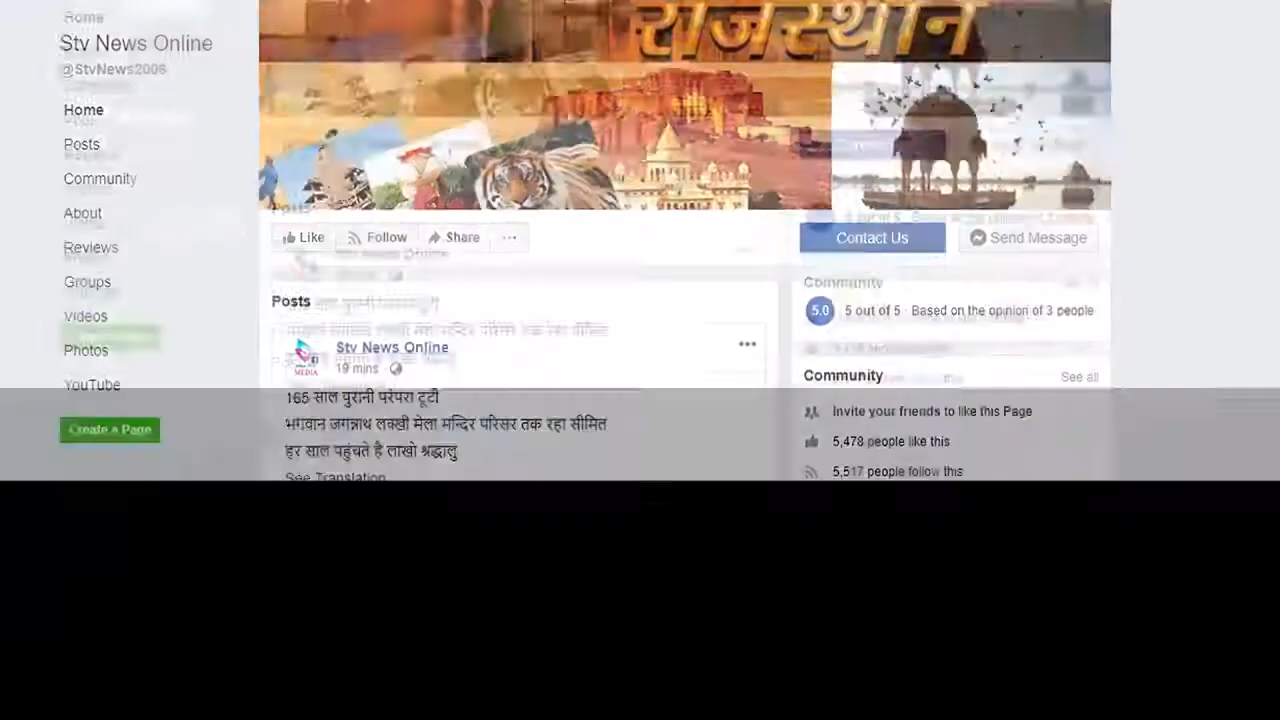 Home
Stv News Online
@StvNews2006
Home
Posts
Community
About
Reviews
Groups
Videos
Photos
YouTube
Create a Page
राजस्थान
Like
Follow
Share
Contact Us
Send Message
Posts
Stv News Online
19 mins
MEDIA
165 साल पुरानी परंपरा टूटी
भगवान जगन्नाथ लक्खी मेला मन्दिर परिसर तक रहा सीमित
हर साल पहुंचते है लाखो श्रद्धालु
See Translation
Community
5.0
5 out of 5 · Based on the opinion of 3 people
Community
See all
Invite your friends to like this Page
5,478 people like this
5,517 people follow this